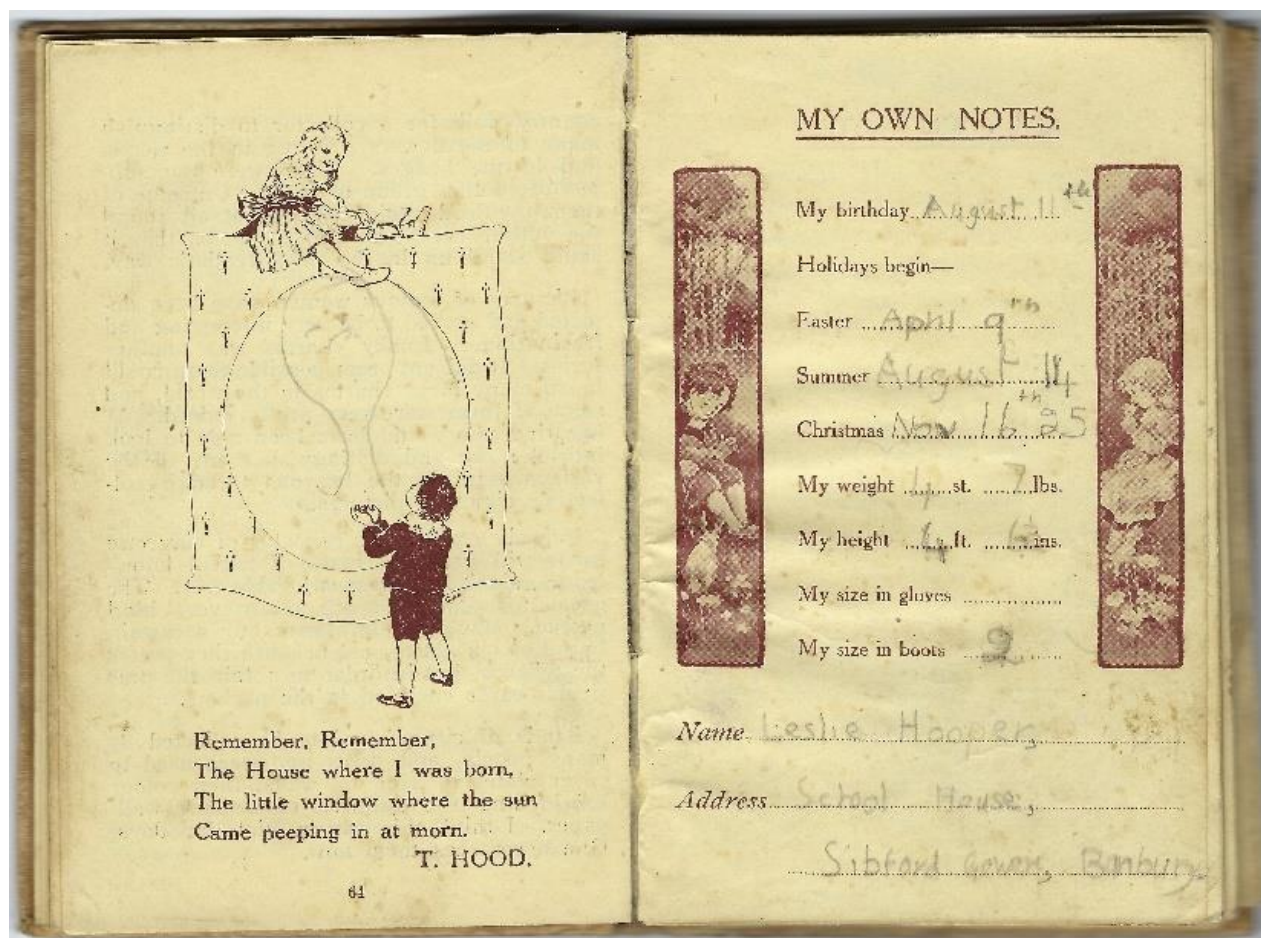 Remember, Remember,
The House where I was born,
The little window where the sun
Came peeping in at morn.
T. HOOD.
64
MY OWN NOTES.
My birthday August 11th
Holidays begin—
Easter April 9th
Summer August 14
Christmas Nov 16th 25
My weight 4 st. 7 lbs.
My height 4 ft. ins.
My size in gloves
My size in boots 2
Name Leslie Hooper,
Address School House,
Sibford Gower, Banbury